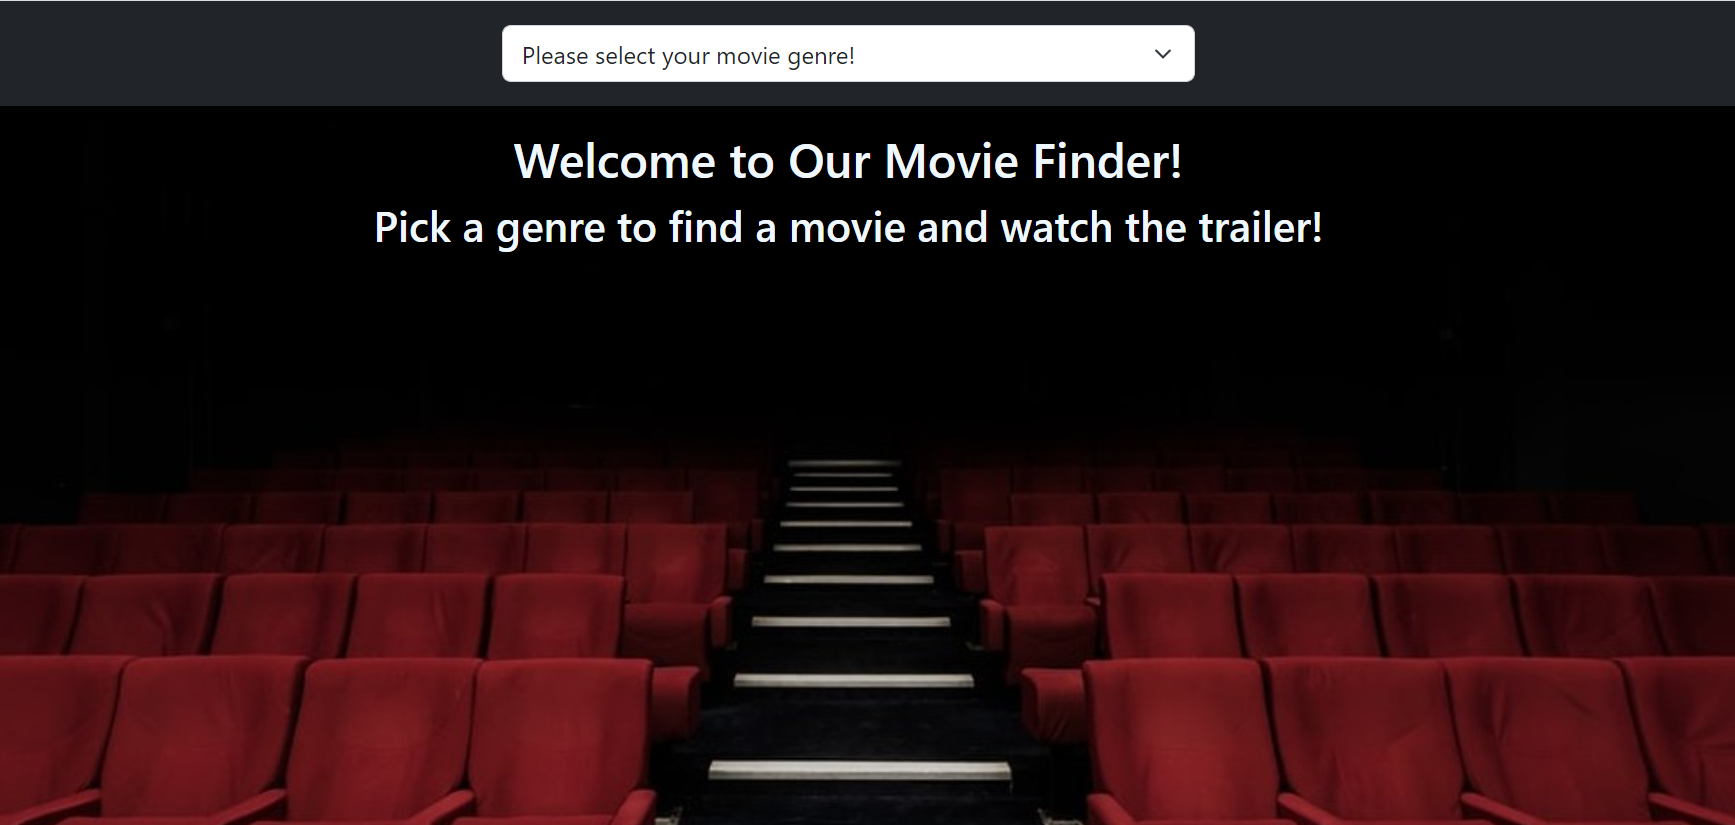 Please select your movie genre!
Welcome to Our Movie Finder!
Pick a genre to find a movie and watch the trailer!